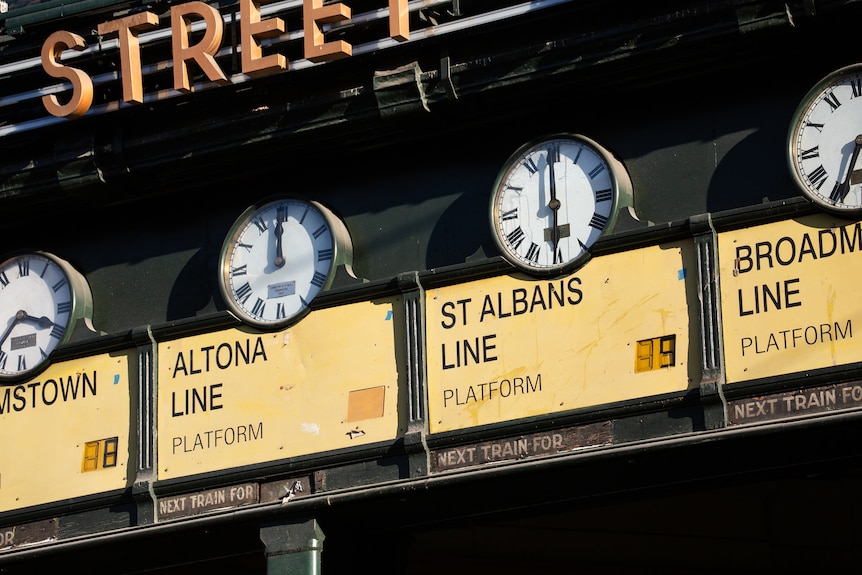 STREET
MSTOWN
ALTONA
LINE
PLATFORM
ST ALBANS
LINE
PLATFORM
BROADM
LINE
PLATFORM
OR
NEXT TRAIN FOR
NEXT TRAIN FOR
NEXT TRAIN FO